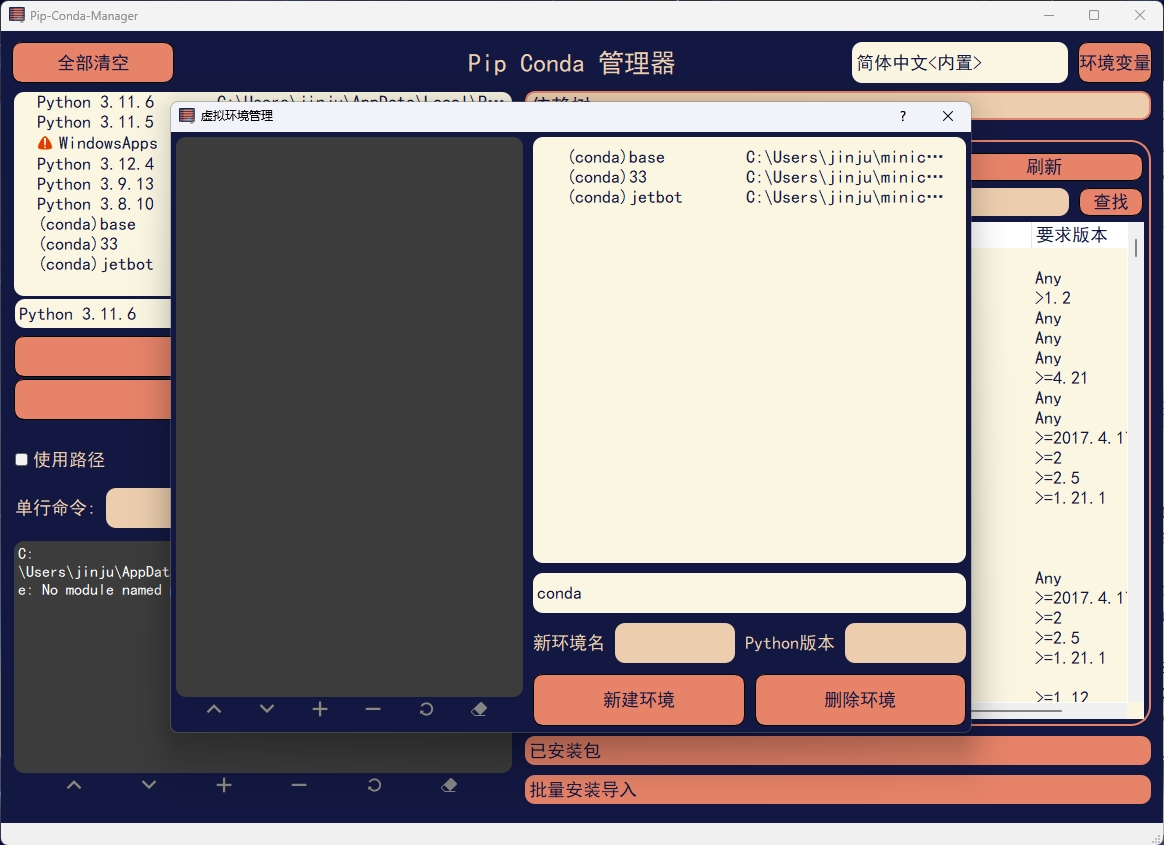 Pip-Conda-Manager
全部清空
Pip Conda 管理器
简体中文<内置>
环境变量
Python 3.11.6
Python 3.11.5
WindowsApps
Python 3.12.4
Python 3.9.13
Python 3.8.10
(conda)base
(conda)33
(conda)jetbot
Python 3.11.6
使用路径
单行命令:
C:
\Users\jinju\AppDat
e: No module named
虚拟环境管理
?
(conda)base C:\Users\jinju\minic…
(conda)33 C:\Users\jinju\minic…
(conda)jetbot C:\Users\jinju\minic…
conda
新环境名
Python版本
新建环境
删除环境
刷新
查找
要求版本
Any
>1.2
Any
Any
Any
>=4.21
Any
Any
>=2017.4.1
>=2
>=2.5
>=1.21.1
Any
>=2017.4.1
>=2
>=2.5
>=1.21.1
>=1.12
已安装包
批量安装导入